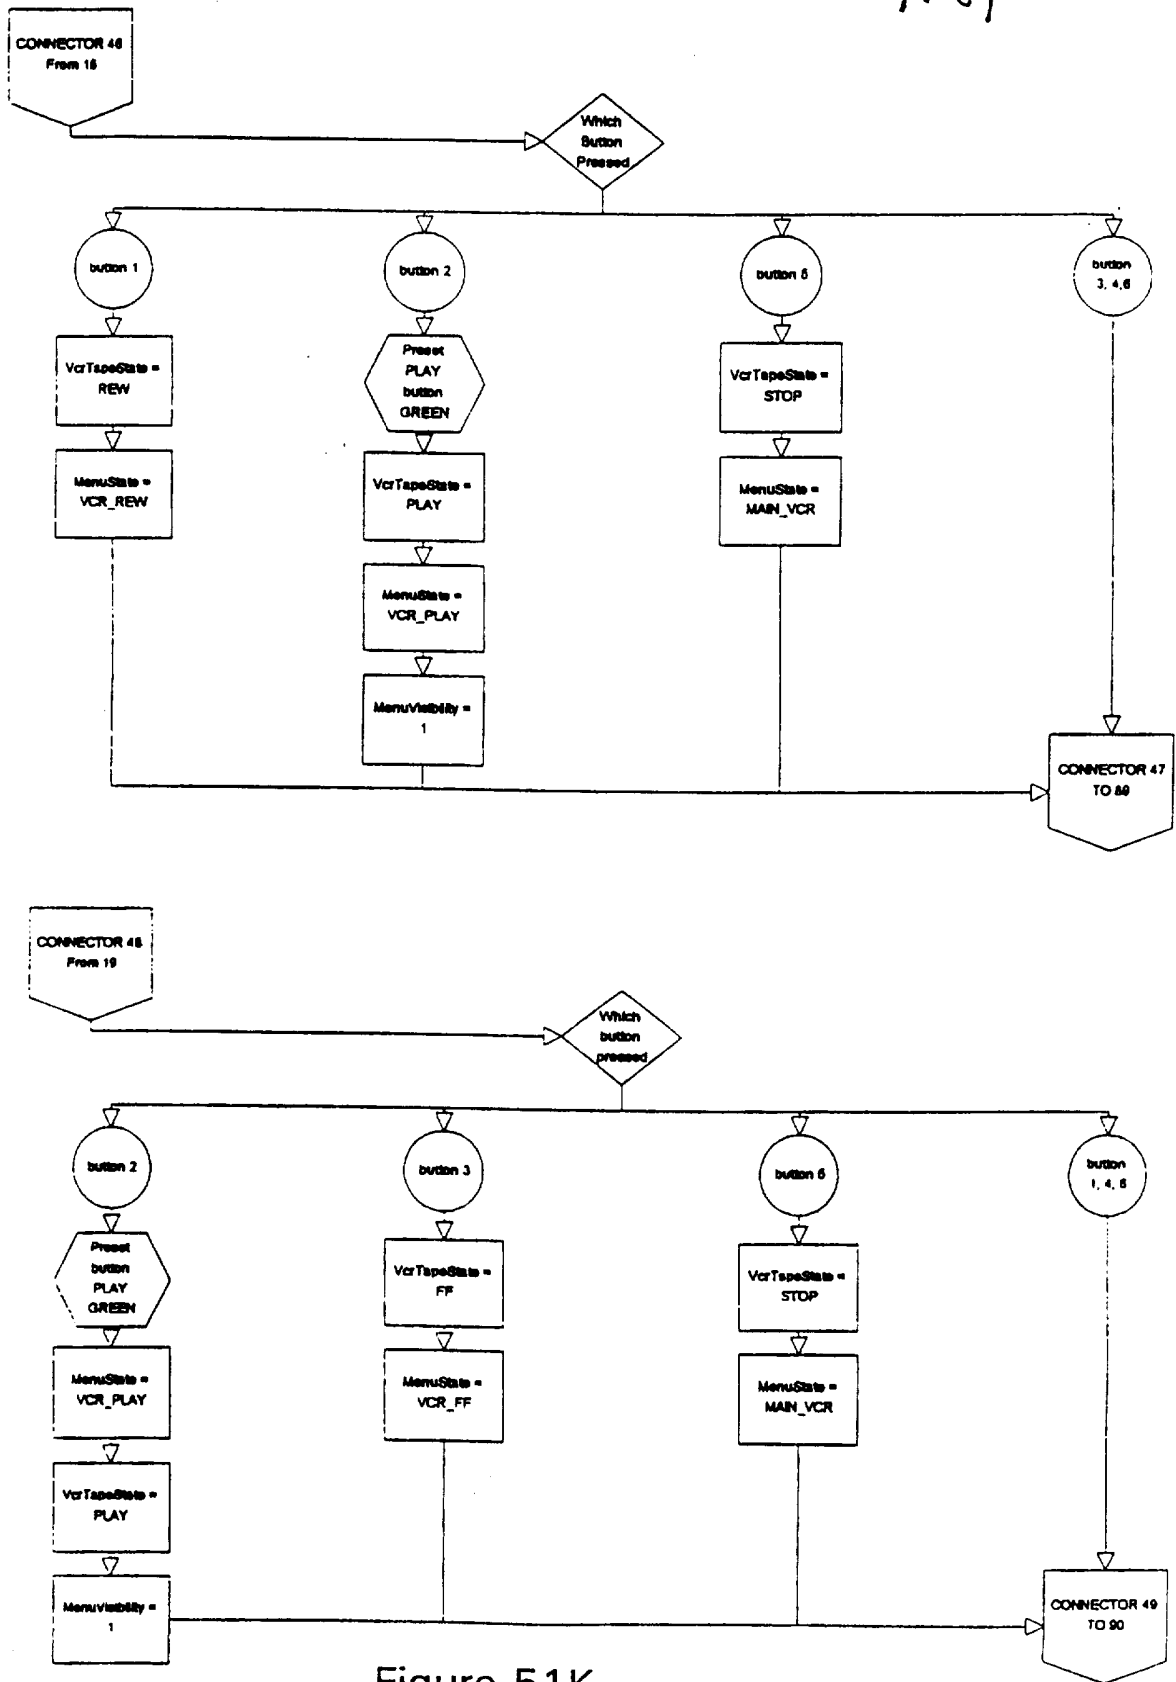 CONNECTOR 46
From 15
Which
Button
Pressed
button 1
button 2
button 5
button
3, 4,6
VcrTapeState =
REW
Preset
PLAY
button
GREEN
VcrTapeState =
STOP
MenuState =
VCR_REW
VcrTapeState =
PLAY
MenuState =
MAIN_VCR
MenuState =
VCR_PLAY
MenuVisibility =
1
CONNECTOR 47
TO 89
CONNECTOR 48
From 19
Which
button
pressed
button 2
button 3
button 5
button
1, 4, 6
Preset
button
PLAY
GREEN
VcrTapeState =
FF
VcrTapeState =
STOP
MenuState =
VCR_PLAY
MenuState =
VCR_FF
MenuState =
MAIN_VCR
VcrTapeState =
PLAY
MenuVisibility =
1
CONNECTOR 49
TO 90
Figure 51K